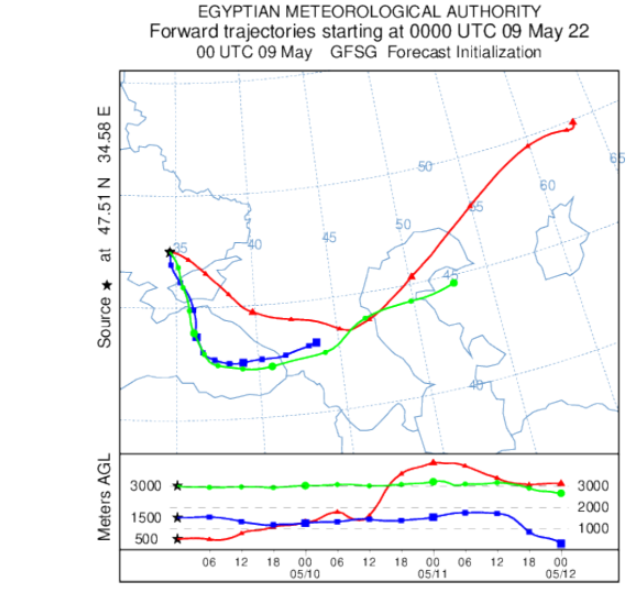 EGYPTIAN METEOROLOGICAL AUTHORITY
Forward trajectories starting at 0000 UTC 09 May 22
00 UTC 09 May GFSG Forecast Initialization
Source ★ at 47.51 N 34.58 E
65
50
60
55
50
45
40
35
45
40
Meters AGL
3000 3000
2000
1500
1000
500
06 12 18 00 06 12 18 00 06 12 18 00
05/10 05/11 05/12